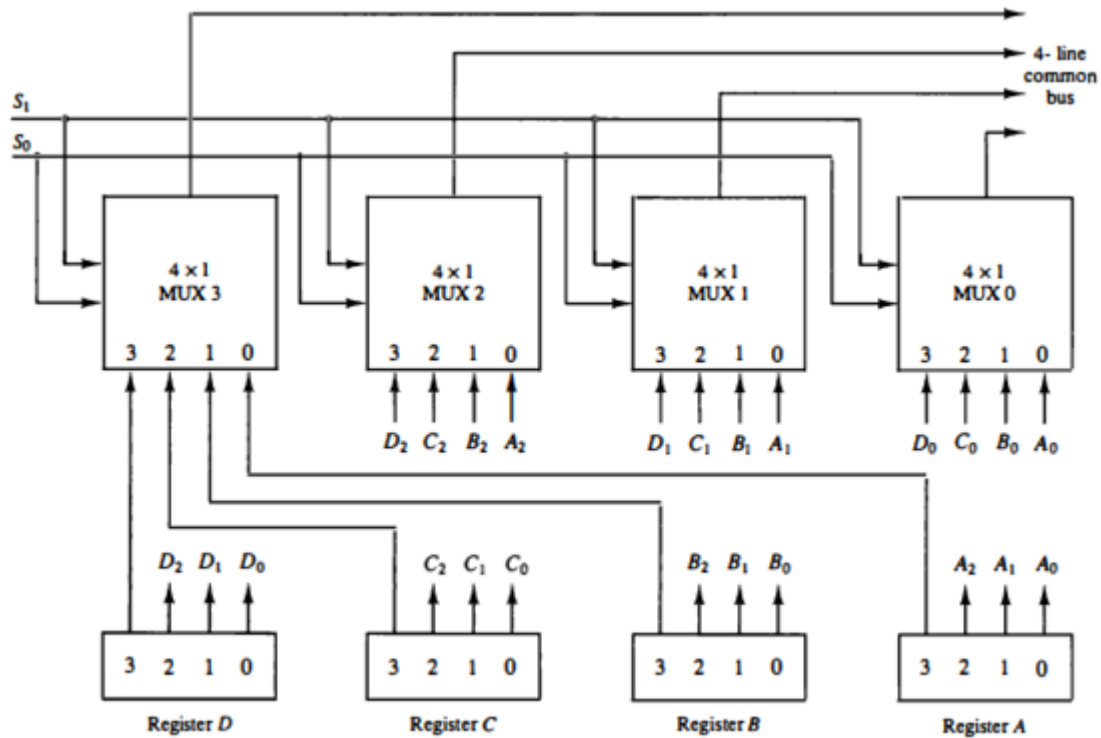 4- line
common
bus
S₁
S₀
4 × 1 4 × 1 4 × 1 4 × 1
MUX 3 MUX 2 MUX 1 MUX 0
3 2 1 0 3 2 1 0 3 2 1 0 3 2 1 0
D₂ C₂ B₂ A₂ D₁ C₁ B₁ A₁ D₀ C₀ B₀ A₀
D₂ D₁ D₀ C₂ C₁ C₀ B₂ B₁ B₀ A₂ A₁ A₀
3 2 1 0 3 2 1 0 3 2 1 0 3 2 1 0
Register D Register C Register B Register A